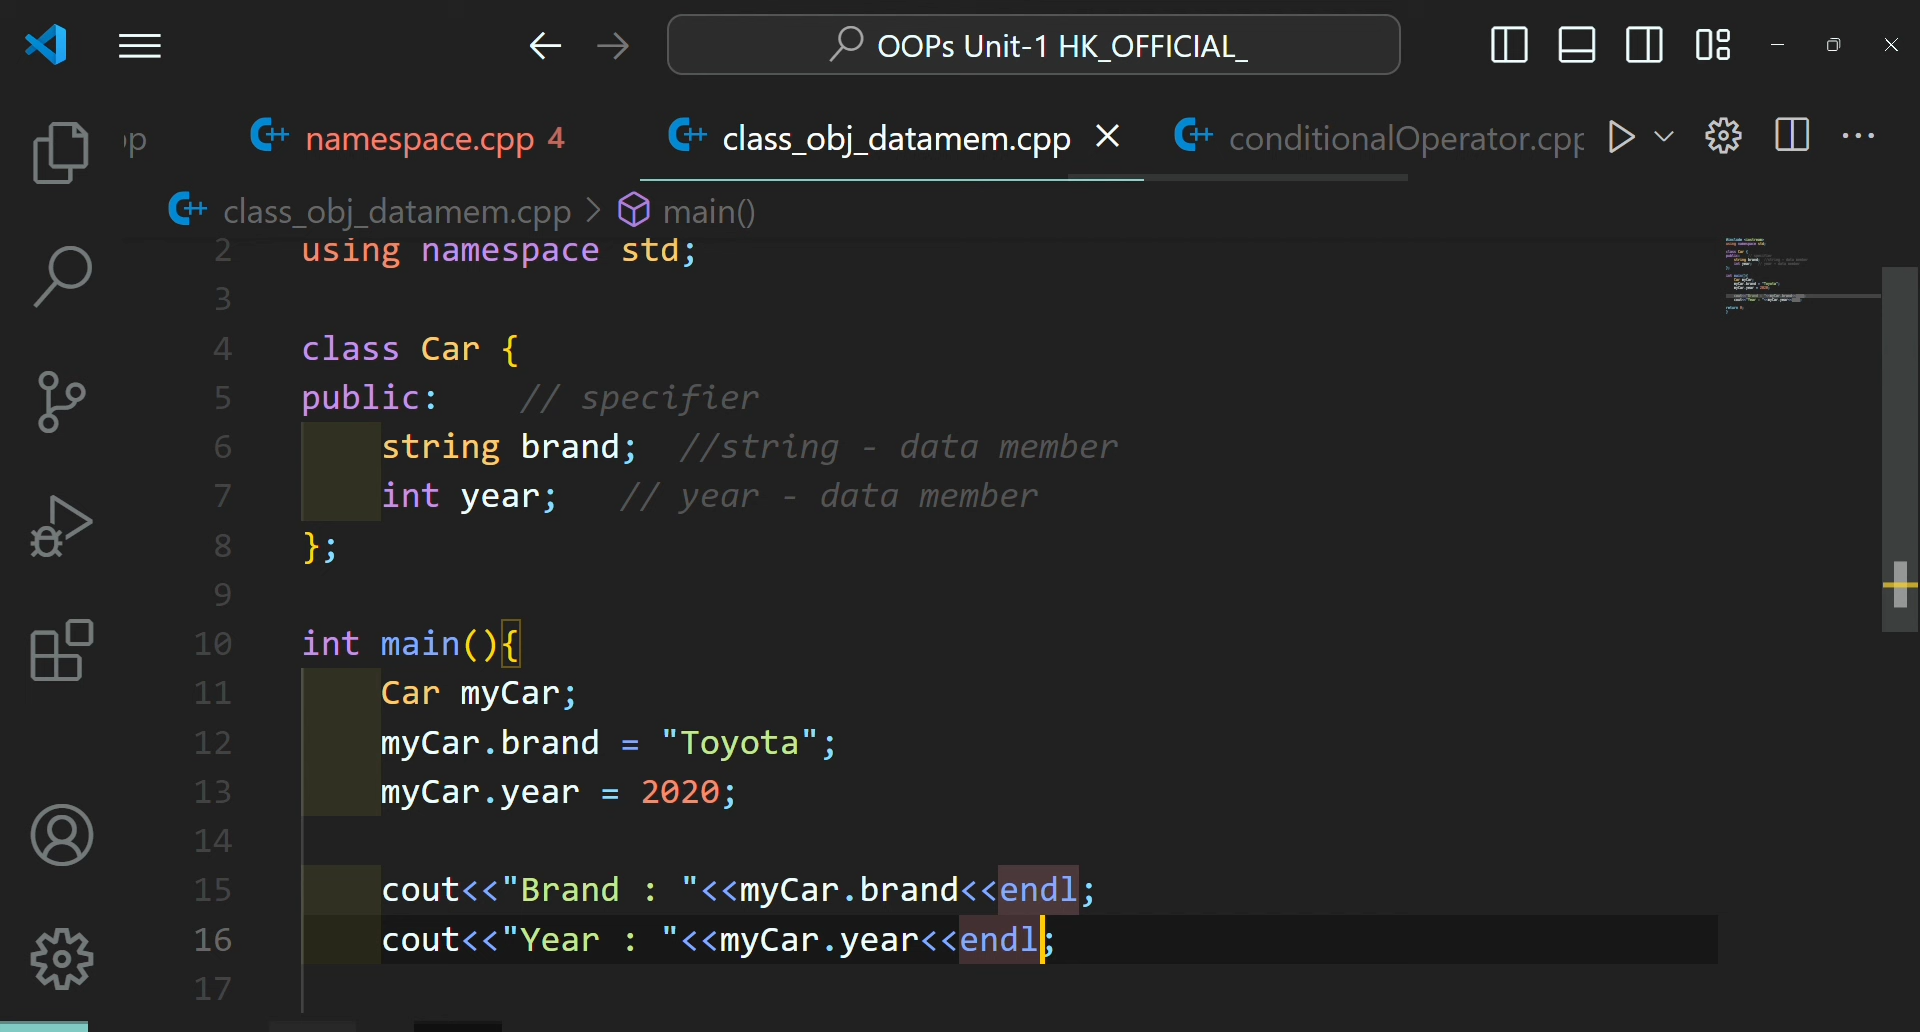 OOPs Unit-1 HK_OFFICIAL_
pp
namespace.cpp 4
class_obj_datamem.cpp
conditionalOperator.cpp
class_obj_datamem.cpp > main()
2 using namespace std;
3
4 class Car {
5 public:    // specifier
6     string brand;  //string - data member
7     int year;   // year - data member
8 };
9
10 int main(){
11     Car myCar;
12     myCar.brand = "Toyota";
13     myCar.year = 2020;
14
15     cout<<"Brand : "<<myCar.brand<<endl;
16     cout<<"Year : "<<myCar.year<<endl;
17